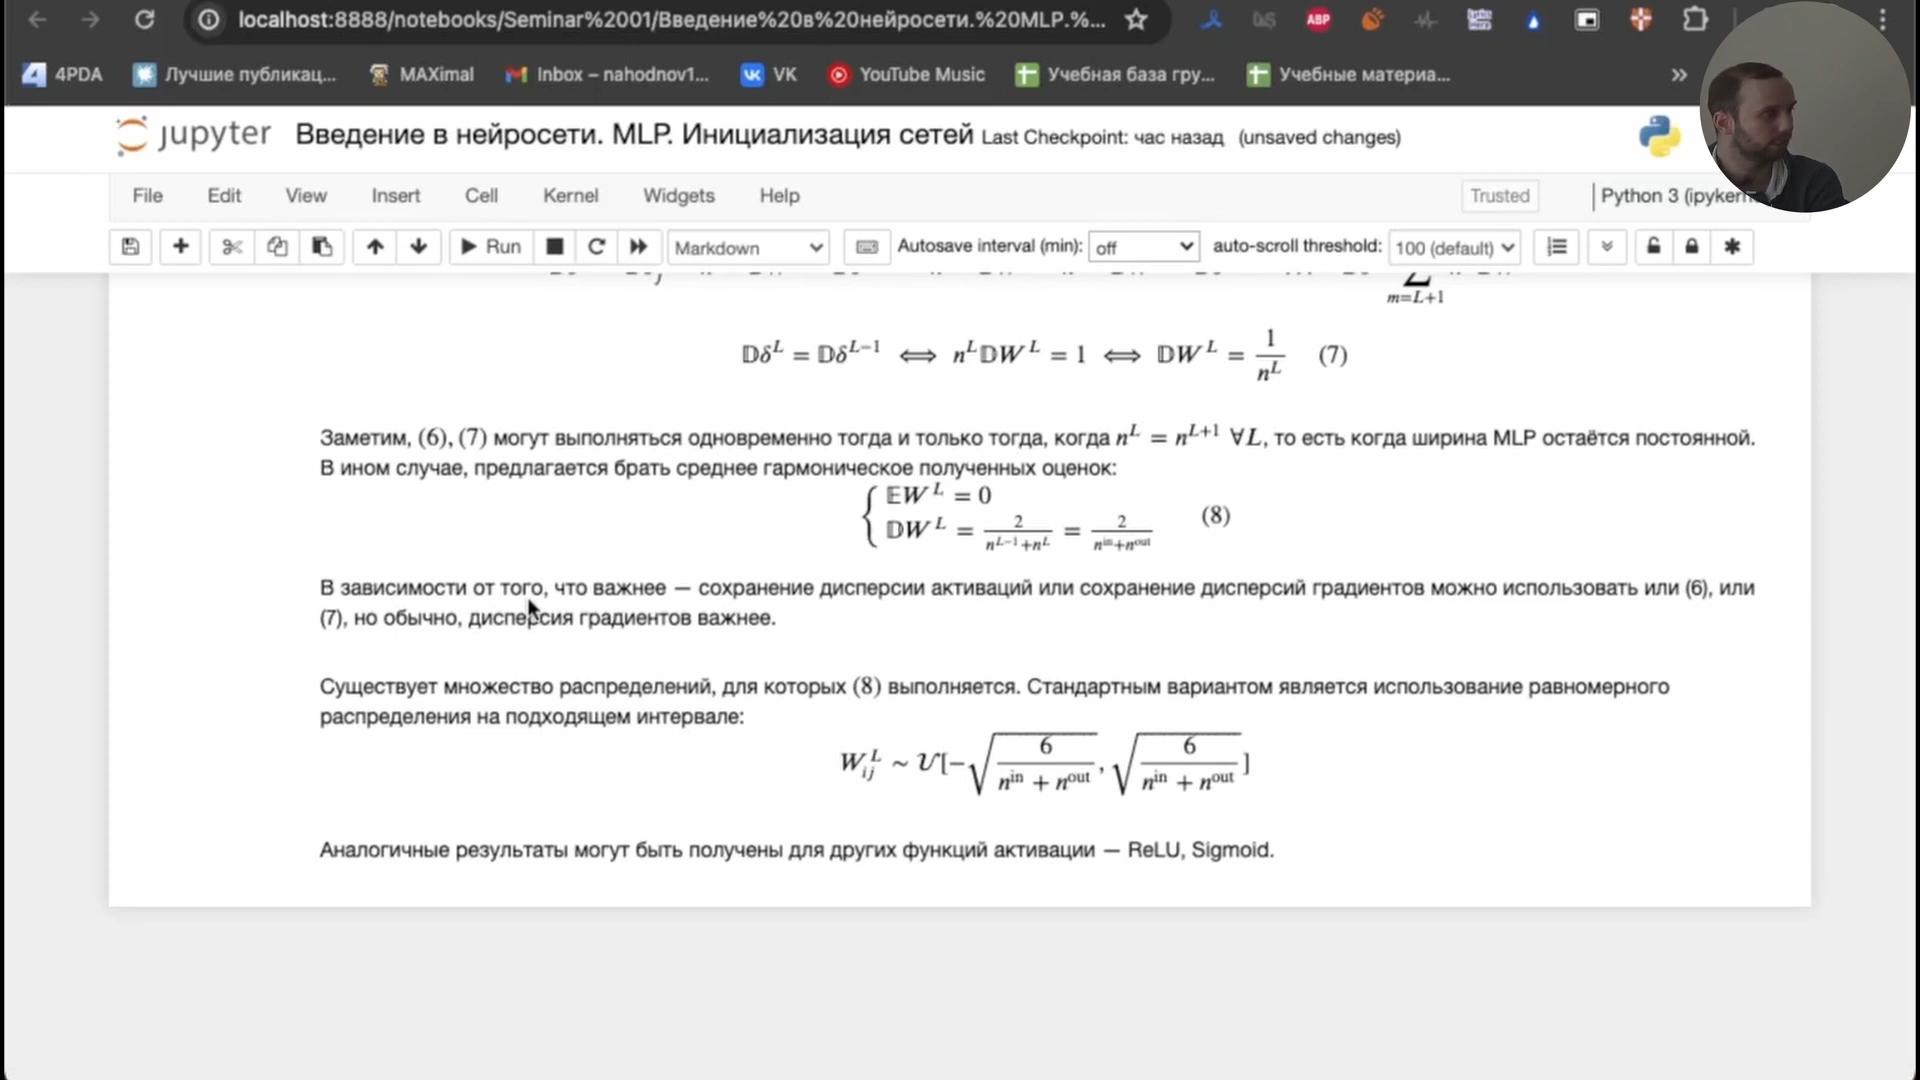 localhost:8888/notebooks/Seminar%2001/Введение%20в%20нейросети.%20MLP.%...
ABP
4PDA
Лучшие публикац...
MAXimal
Inbox – nahodnov1...
VK
YouTube Music
Учебная база гру...
Учебные материа...
»
jupyter Введение в нейросети. MLP. Инициализация сетей Last Checkpoint: час назад (unsaved changes)
File Edit View Insert Cell Kernel Widgets Help Trusted Python 3 (ipykern
Run Markdown Autosave interval (min): off auto-scroll threshold: 100 (default)
m=L+1
𝔻δ^L = 𝔻δ^{L−1} ⟺ n^L 𝔻W^L = 1 ⟺ 𝔻W^L = 1/n^L (7)
Заметим, (6), (7) могут выполняться одновременно тогда и только тогда, когда n^L = n^{L+1} ∀L, то есть когда ширина MLP остаётся постоянной.
В ином случае, предлагается брать среднее гармоническое полученных оценок:
{ 𝔼W^L = 0
𝔻W^L = 2/(n^{L−1}+n^L) = 2/(n^in+n^out) (8)
В зависимости от того, что важнее — сохранение дисперсии активаций или сохранение дисперсий градиентов можно использовать или (6), или
(7), но обычно, дисперсия градиентов важнее.
Существует множество распределений, для которых (8) выполняется. Стандартным вариантом является использование равномерного
распределения на подходящем интервале:
W_{ij}^L ~ 𝒰[−√(6/(n^in + n^out)), √(6/(n^in + n^out))]
Аналогичные результаты могут быть получены для других функций активации — ReLU, Sigmoid.